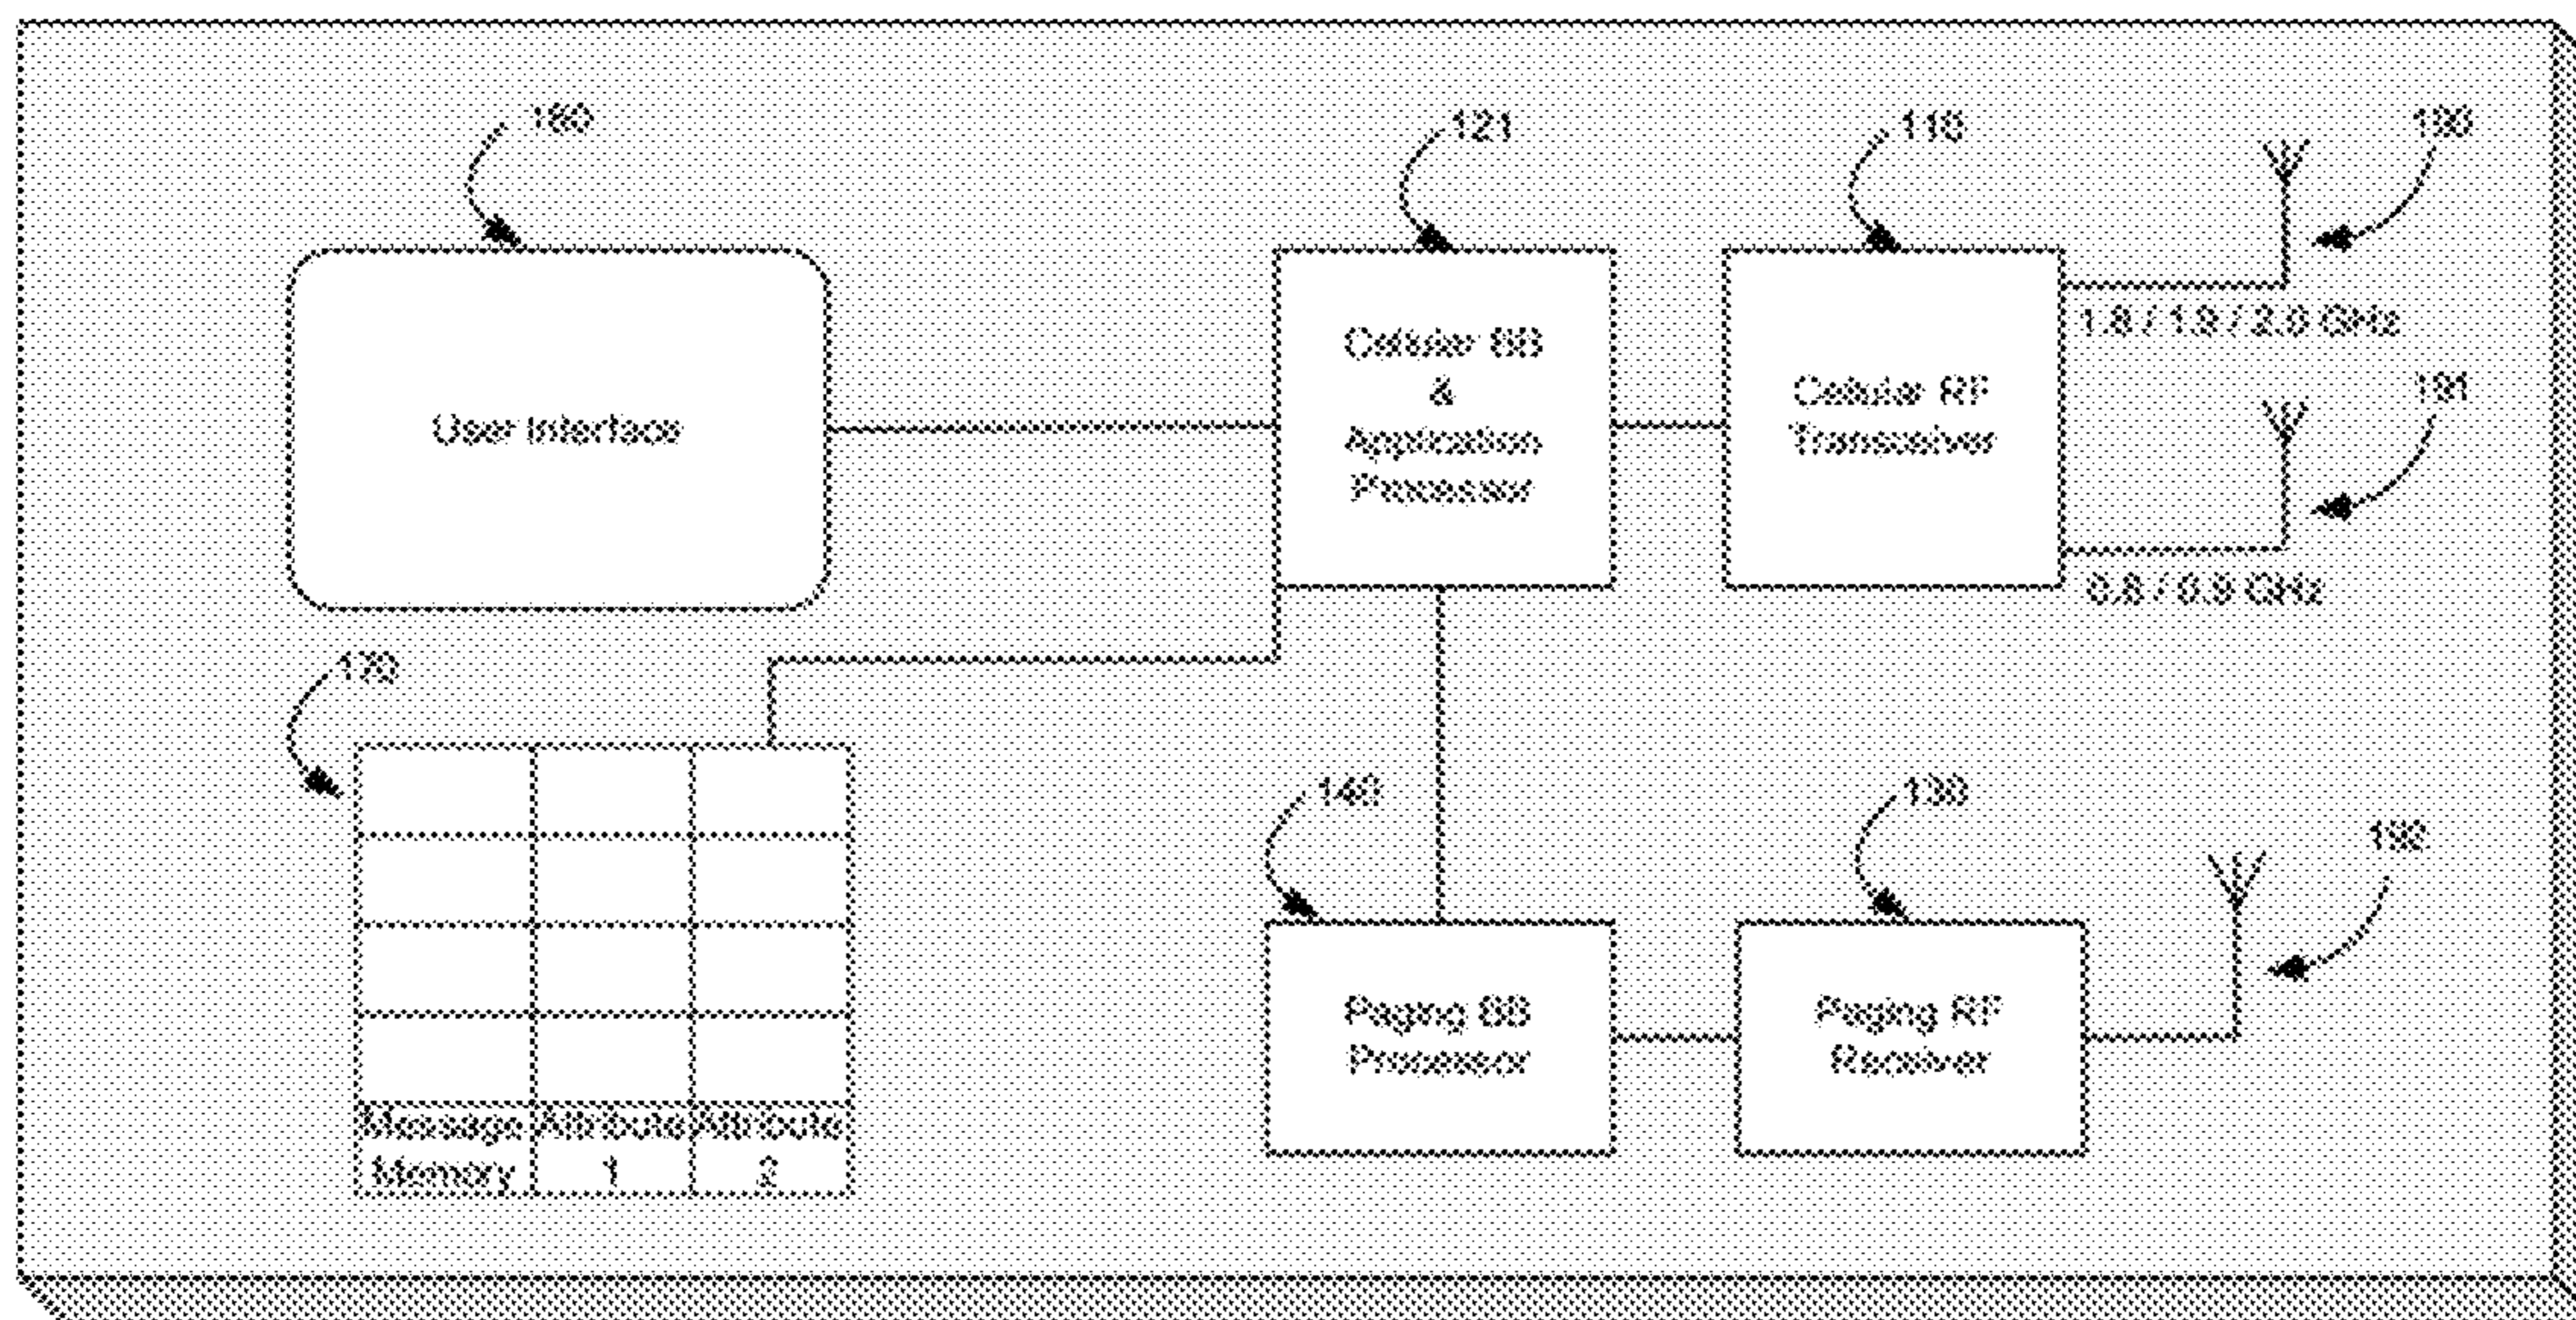 121
110
190
1.8 / 1.9 / 2.0 GHz
191
0.8 / 0.9 GHz
User Interface
Cellular BB
&
Application
Processor
Cellular RF
Transceiver
170
140
130
192
Paging BB
Processor
Paging RF
Receiver
Message Attribute Attribute
Memory 1 2